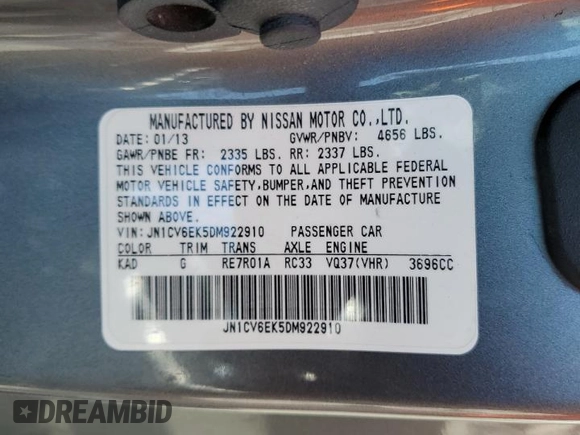 MANUFACTURED BY NISSAN MOTOR CO.,LTD.
DATE: 01/13 GVWR/PNBV: 4656 LBS.
GAWR/PNBE FR: 2335 LBS. RR: 2337 LBS.
THIS VEHICLE CONFORMS TO ALL APPLICABLE FEDERAL
MOTOR VEHICLE SAFETY,BUMPER,AND THEFT PREVENTION
STANDARDS IN EFFECT ON THE DATE OF MANUFACTURE
SHOWN ABOVE.
VIN: JN1CV6EK5DM922910 PASSENGER CAR
COLOR TRIM TRANS AXLE ENGINE
KAD G RE7R01A RC33 VQ37(VHR) 3696CC
JN1CV6EK5DM922910
DREAMBID